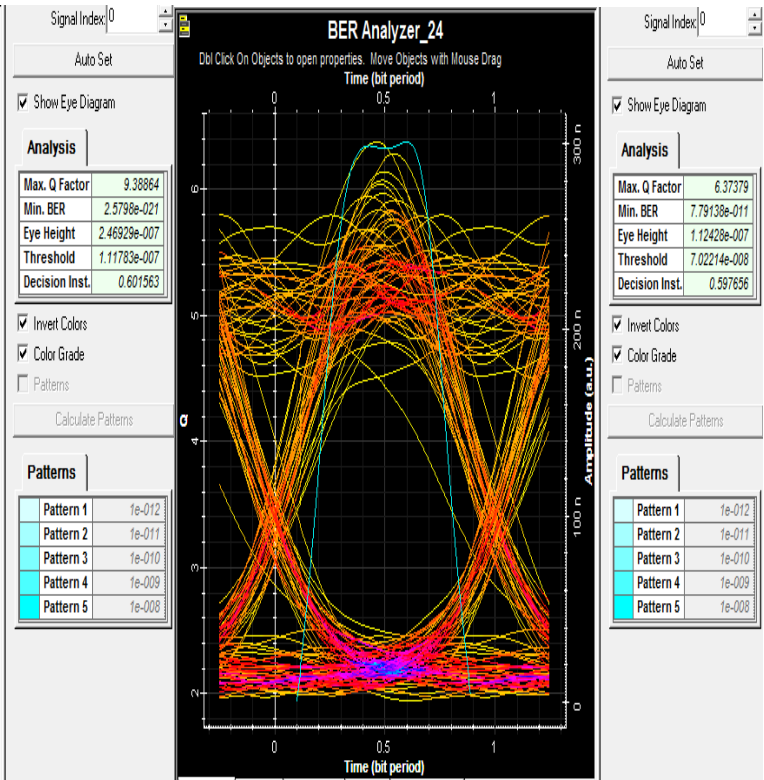 Signal Index: 0
Auto Set
Show Eye Diagram
Analysis
Max. Q Factor 9.38864
Min. BER 2.5798e-021
Eye Height 2.46929e-007
Threshold 1.11783e-007
Decision Inst. 0.601563
Invert Colors
Color Grade
Patterns
Calculate Patterns
Patterns
Pattern 1 1e-012
Pattern 2 1e-011
Pattern 3 1e-010
Pattern 4 1e-009
Pattern 5 1e-008
BER Analyzer_24
Dbl Click On Objects to open properties. Move Objects with Mouse Drag
Time (bit period)
0 0.5 1
Q
6
5
4
3
2
Amplitude (a.u.)
300 n
200 n
100 n
0
0 0.5 1
Time (bit period)
Signal Index: 0
Auto Set
Show Eye Diagram
Analysis
Max. Q Factor 6.37379
Min. BER 7.79138e-011
Eye Height 1.12428e-007
Threshold 7.02214e-008
Decision Inst. 0.597656
Invert Colors
Color Grade
Patterns
Calculate Patterns
Patterns
Pattern 1 1e-012
Pattern 2 1e-011
Pattern 3 1e-010
Pattern 4 1e-009
Pattern 5 1e-008